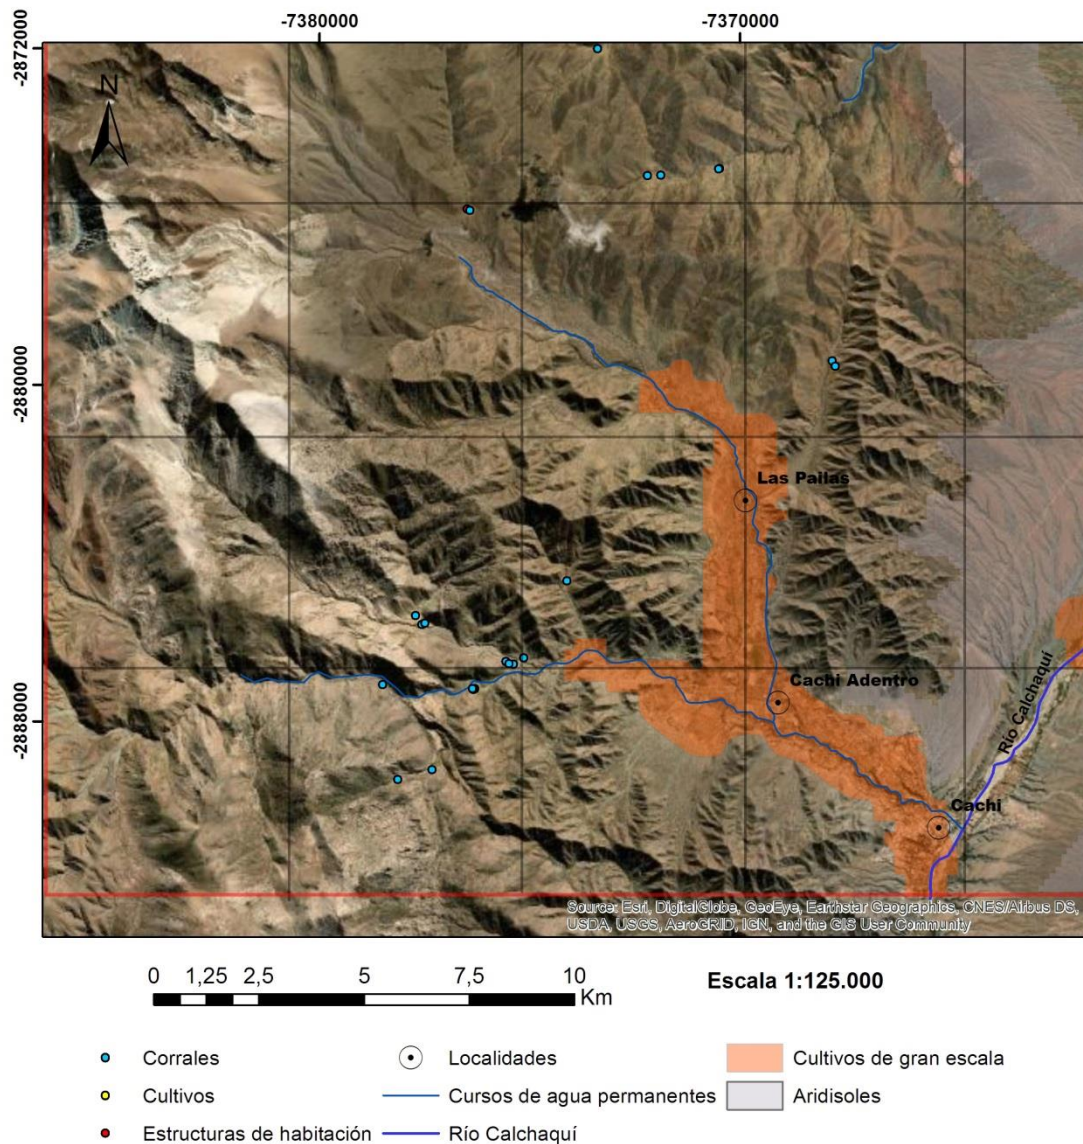 -7380000
-7370000
-2872000
N
-2880000
Las Pailas
Río Calchaquí
Cachi Adentro
-2888000
Cachi
Source: Esri, DigitalGlobe, GeoEye, Earthstar Geographics, CNES/Airbus DS,
USDA, USGS, AeroGRID, IGN, and the GIS User Community
0 1,25 2,5 5 7,5 10
Km
Escala 1:125.000
Corrales
Localidades
Cultivos de gran escala
Cultivos
Cursos de agua permanentes
Aridisoles
Estructuras de habitación
Río Calchaquí